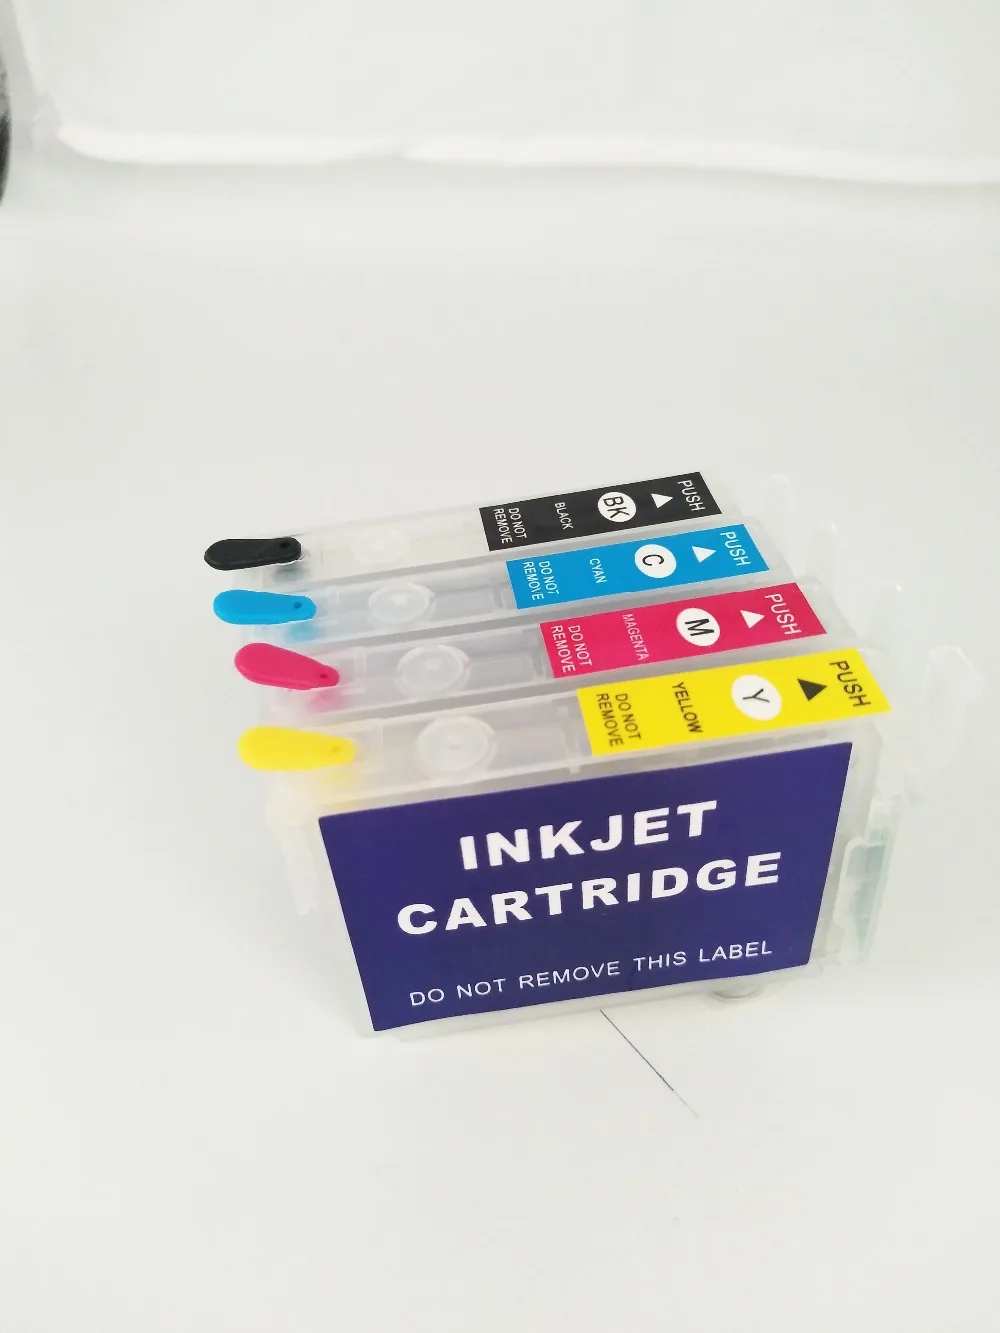 PUSH
BK
BLACK
DO NOT
REMOVE
PUSH
C
CYAN
DO NOT
REMOVE
PUSH
M
MAGENTA
DO NOT
REMOVE
PUSH
Y
YELLOW
DO NOT
REMOVE
INKJET
CARTRIDGE
DO NOT REMOVE THIS LABEL